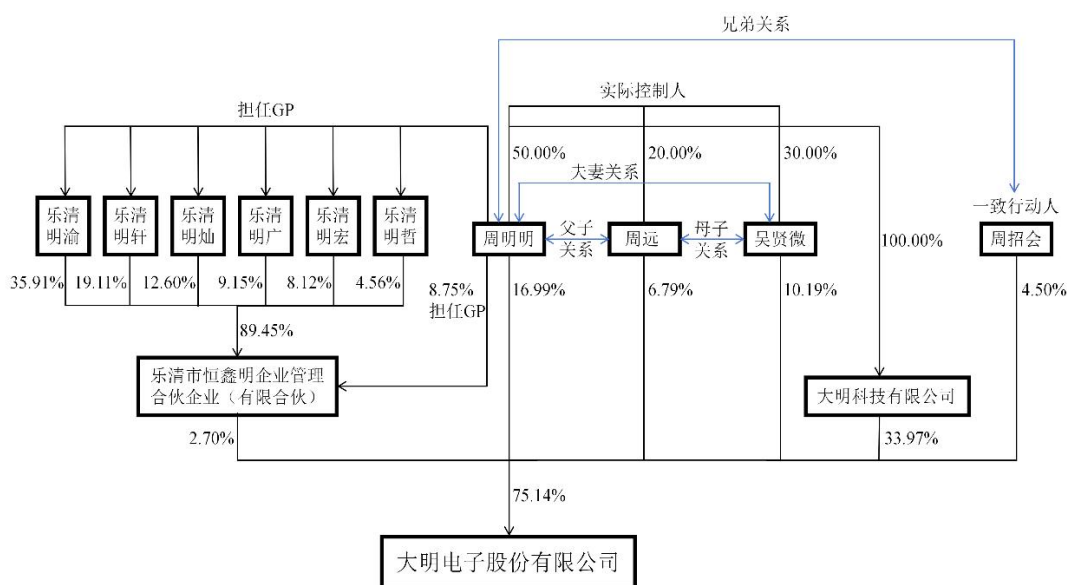 兄弟关系
实际控制人
担任GP
50.00%
20.00%
30.00%
夫妻关系
一致行动人
乐清
明渝
乐清
明轩
乐清
明灿
乐清
明广
乐清
明宏
乐清
明哲
周明明
父子
关系
周远
母子
关系
吴贤微
100.00%
周招会
35.91%
19.11%
12.60%
9.15%
8.12%
4.56%
8.75%
担任GP
16.99%
6.79%
10.19%
4.50%
89.45%
乐清市恒鑫明企业管理
合伙企业（有限合伙）
大明科技有限公司
2.70%
33.97%
75.14%
大明电子股份有限公司